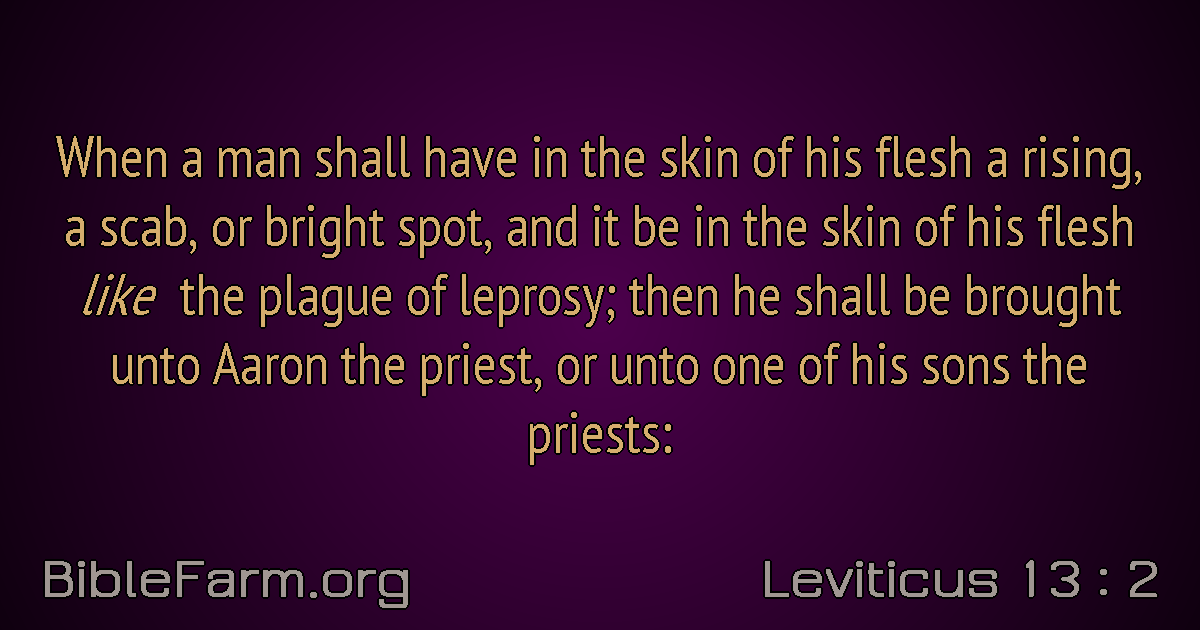 When a man shall have in the skin of his flesh a rising,
a scab, or bright spot, and it be in the skin of his flesh
like the plague of leprosy; then he shall be brought
unto Aaron the priest, or unto one of his sons the
priests:
BibleFarm.org
Leviticus 13 : 2